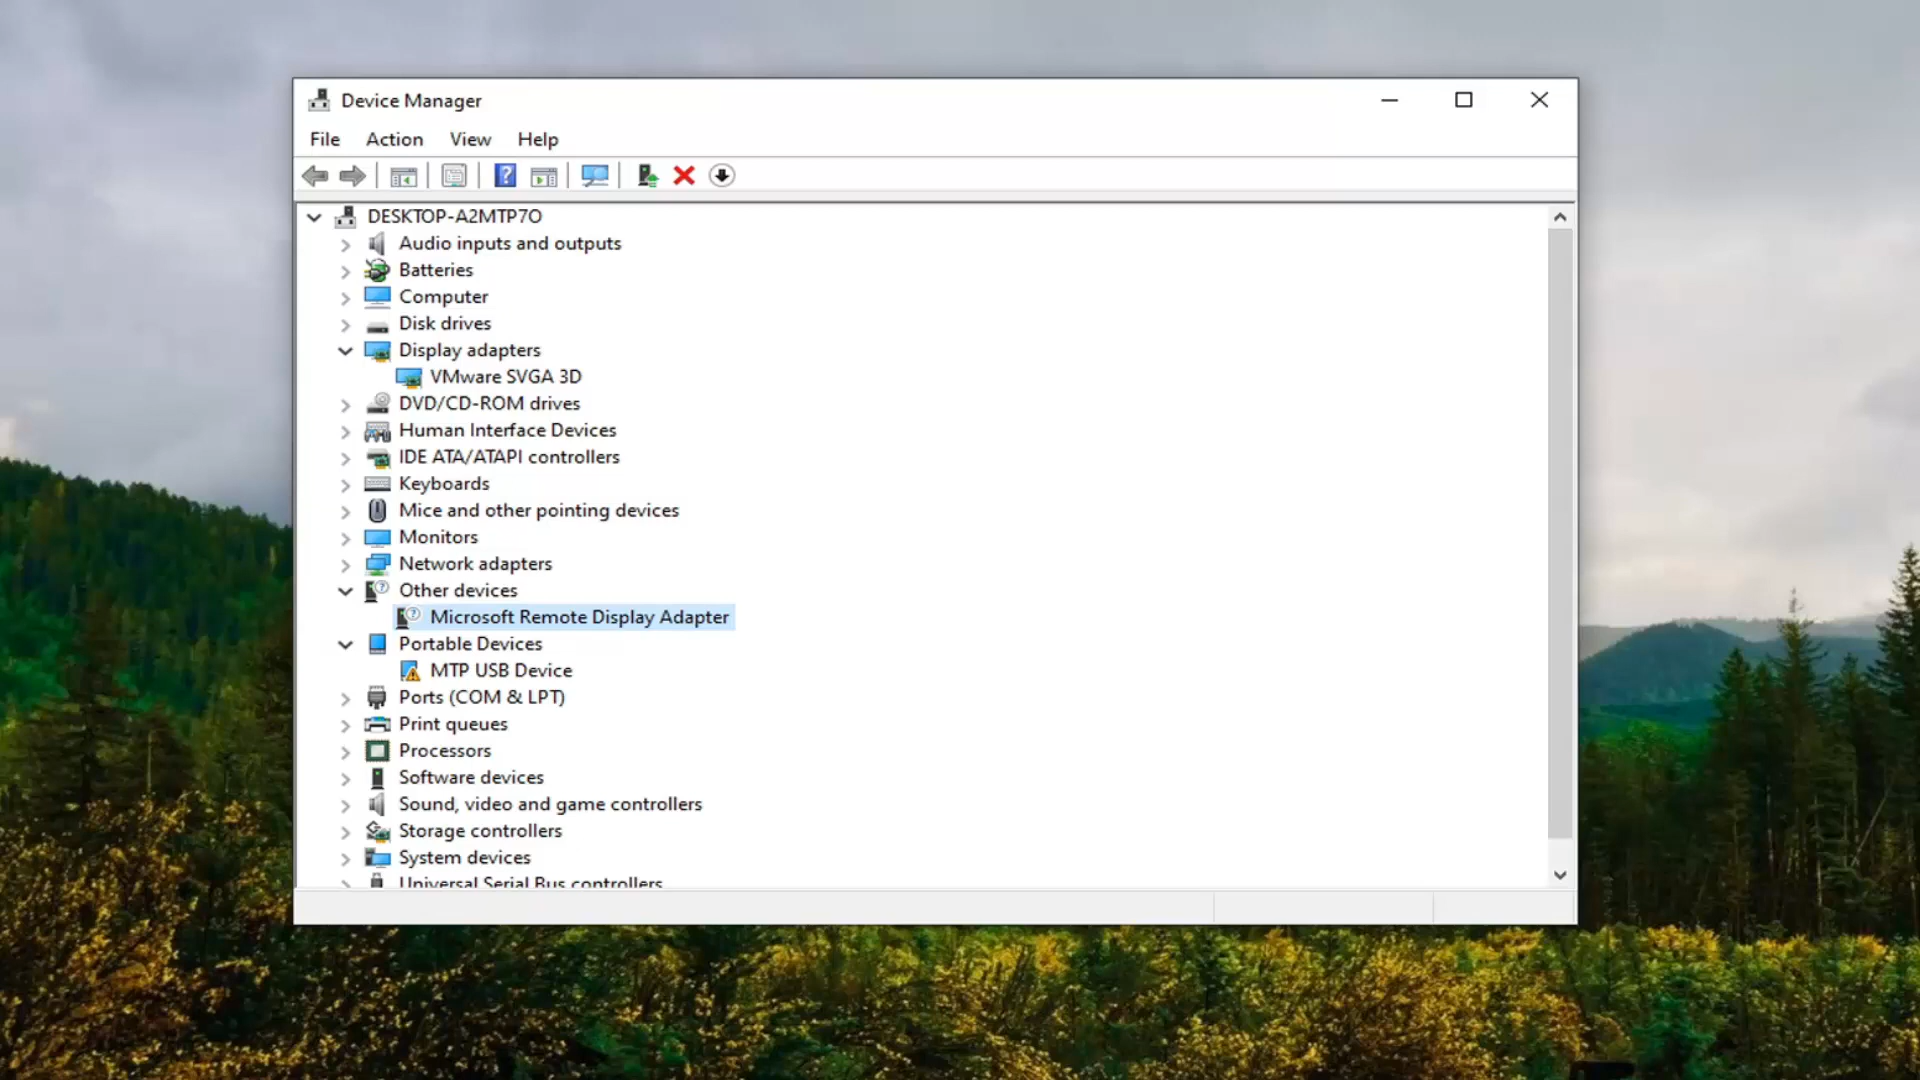 Device Manager
File Action View Help
DESKTOP-A2MTP7O
Audio inputs and outputs
Batteries
Computer
Disk drives
Display adapters
VMware SVGA 3D
DVD/CD-ROM drives
Human Interface Devices
IDE ATA/ATAPI controllers
Keyboards
Mice and other pointing devices
Monitors
Network adapters
Other devices
Microsoft Remote Display Adapter
Portable Devices
MTP USB Device
Ports (COM & LPT)
Print queues
Processors
Software devices
Sound, video and game controllers
Storage controllers
System devices
Universal Serial Bus controllers